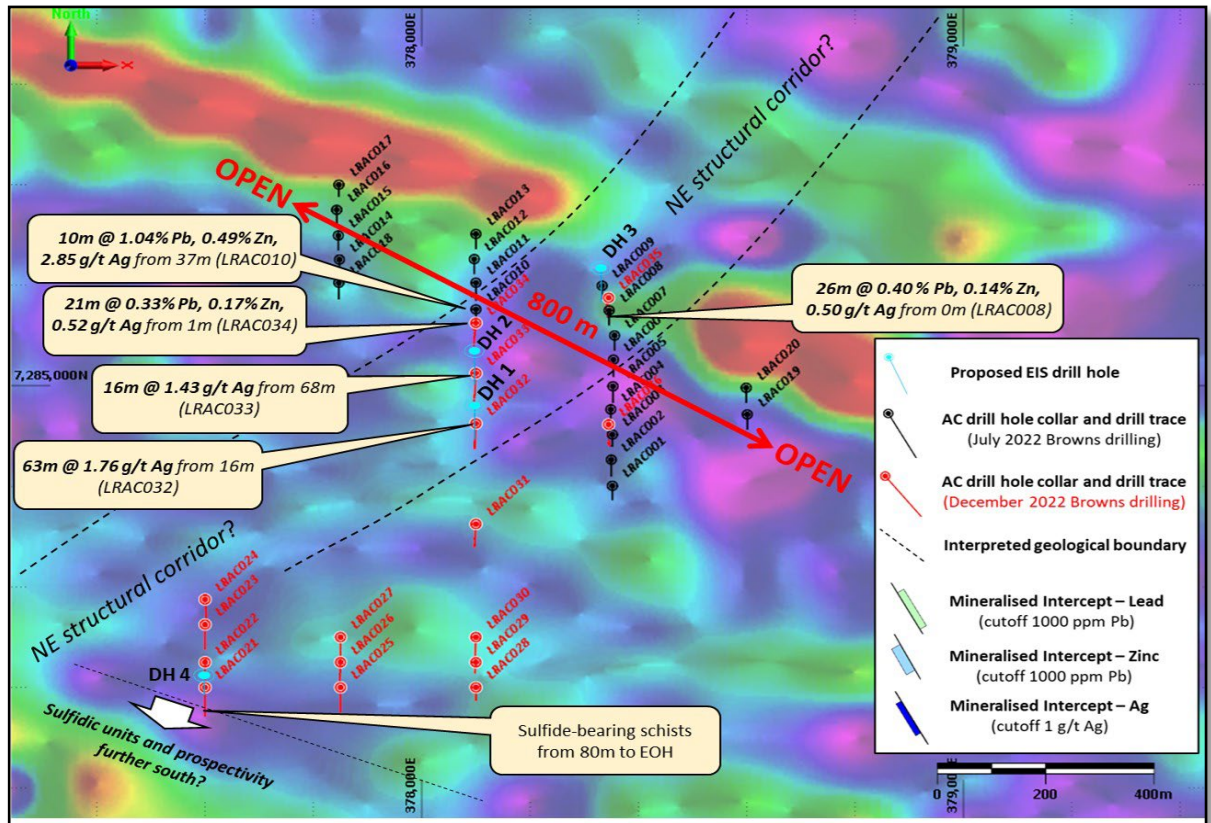 North
X
378,000E
379,000E
NE structural corridor?
OPEN
800 m
OPEN
LRAC017
LRAC016
LRAC015
LRAC014
LRAC013
LRAC012
LRAC011
LRAC010
LRAC034
DH 2
DH 1
LRAC032
DH 3
LRAC009
LRAC035
LRAC008
LRAC007
LRAC002
LRAC001
LRAC020
LRAC019
10m @ 1.04% Pb, 0.49% Zn,
2.85 g/t Ag from 37m (LRAC010)
21m @ 0.33% Pb, 0.17% Zn,
0.52 g/t Ag from 1m (LRAC034)
16m @ 1.43 g/t Ag from 68m
(LRAC033)
63m @ 1.76 g/t Ag from 16m
(LRAC032)
26m @ 0.40 % Pb, 0.14% Zn,
0.50 g/t Ag from 0m (LRAC008)
7,285,000N
LRAC031
NE structural corridor?
LRAC024
LRAC023
LRAC022
LRAC021
DH 4
LRAC027
LRAC026
LRAC025
LRAC030
LRAC029
LRAC028
Sulfidic units and prospectivity
further south?
Sulfide-bearing schists
from 80m to EOH
378,000E
379,000E
Proposed EIS drill hole
AC drill hole collar and drill trace
(July 2022 Browns drilling)
AC drill hole collar and drill trace
(December 2022 Browns drilling)
Interpreted geological boundary
Mineralised Intercept – Lead
(cutoff 1000 ppm Pb)
Mineralised Intercept – Zinc
(cutoff 1000 ppm Pb)
Mineralised Intercept – Ag
(cutoff 1 g/t Ag)
0 200 400m